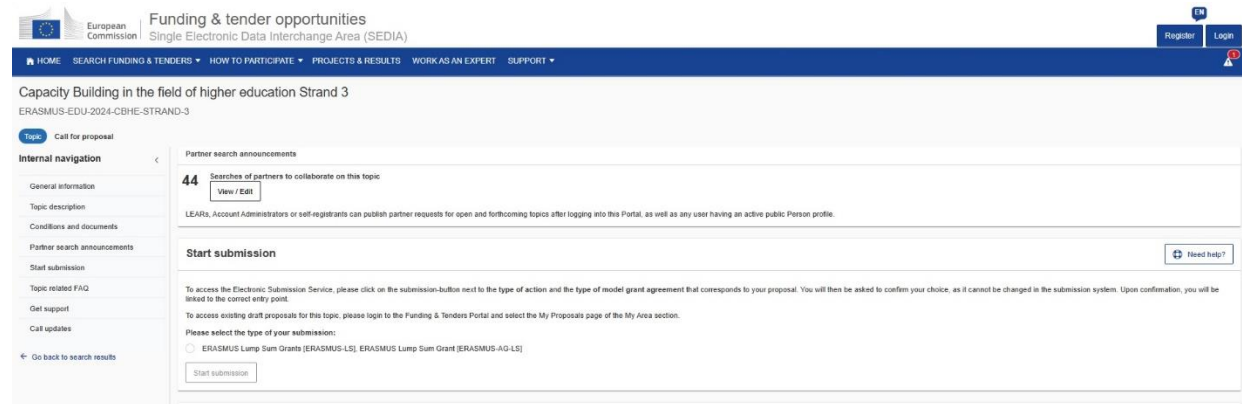 European
Commission
Funding & tender opportunities
Single Electronic Data Interchange Area (SEDIA)
EN
Register Login
HOME SEARCH FUNDING & TENDERS HOW TO PARTICIPATE PROJECTS & RESULTS WORK AS AN EXPERT SUPPORT
1
Capacity Building in the field of higher education Strand 3
ERASMUS-EDU-2024-CBHE-STRAND-3
Topic Call for proposal
Internal navigation
General information
Topic description
Conditions and documents
Partner search announcements
Start submission
Topic related FAQ
Get support
Call updates
Go back to search results
Partner search announcements
44 Searches of partners to collaborate on this topic
View / Edit
LEARs, Account Administrators or self-registrants can publish partner requests for open and forthcoming topics after logging into this Portal, as well as any user having an active public Person profile.
Start submission
Need help?
To access the Electronic Submission Service, please click on the submission-button next to the type of action and the type of model grant agreement that corresponds to your proposal. You will then be asked to confirm your choice, as it cannot be changed in the submission system. Upon confirmation, you will be
linked to the correct entry point.
To access existing draft proposals for this topic, please login to the Funding & Tenders Portal and select the My Proposals page of the My Area section.
Please select the type of your submission:
ERASMUS Lump Sum Grants [ERASMUS-LS], ERASMUS Lump Sum Grant [ERASMUS-AG-LS]
Start submission